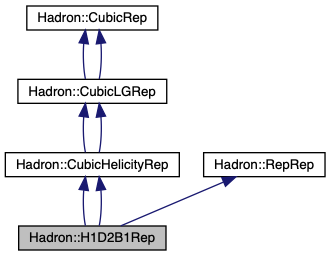 Hadron::CubicRep
Hadron::CubicLGRep
Hadron::CubicHelicityRep
Hadron::RepRep
Hadron::H1D2B1Rep